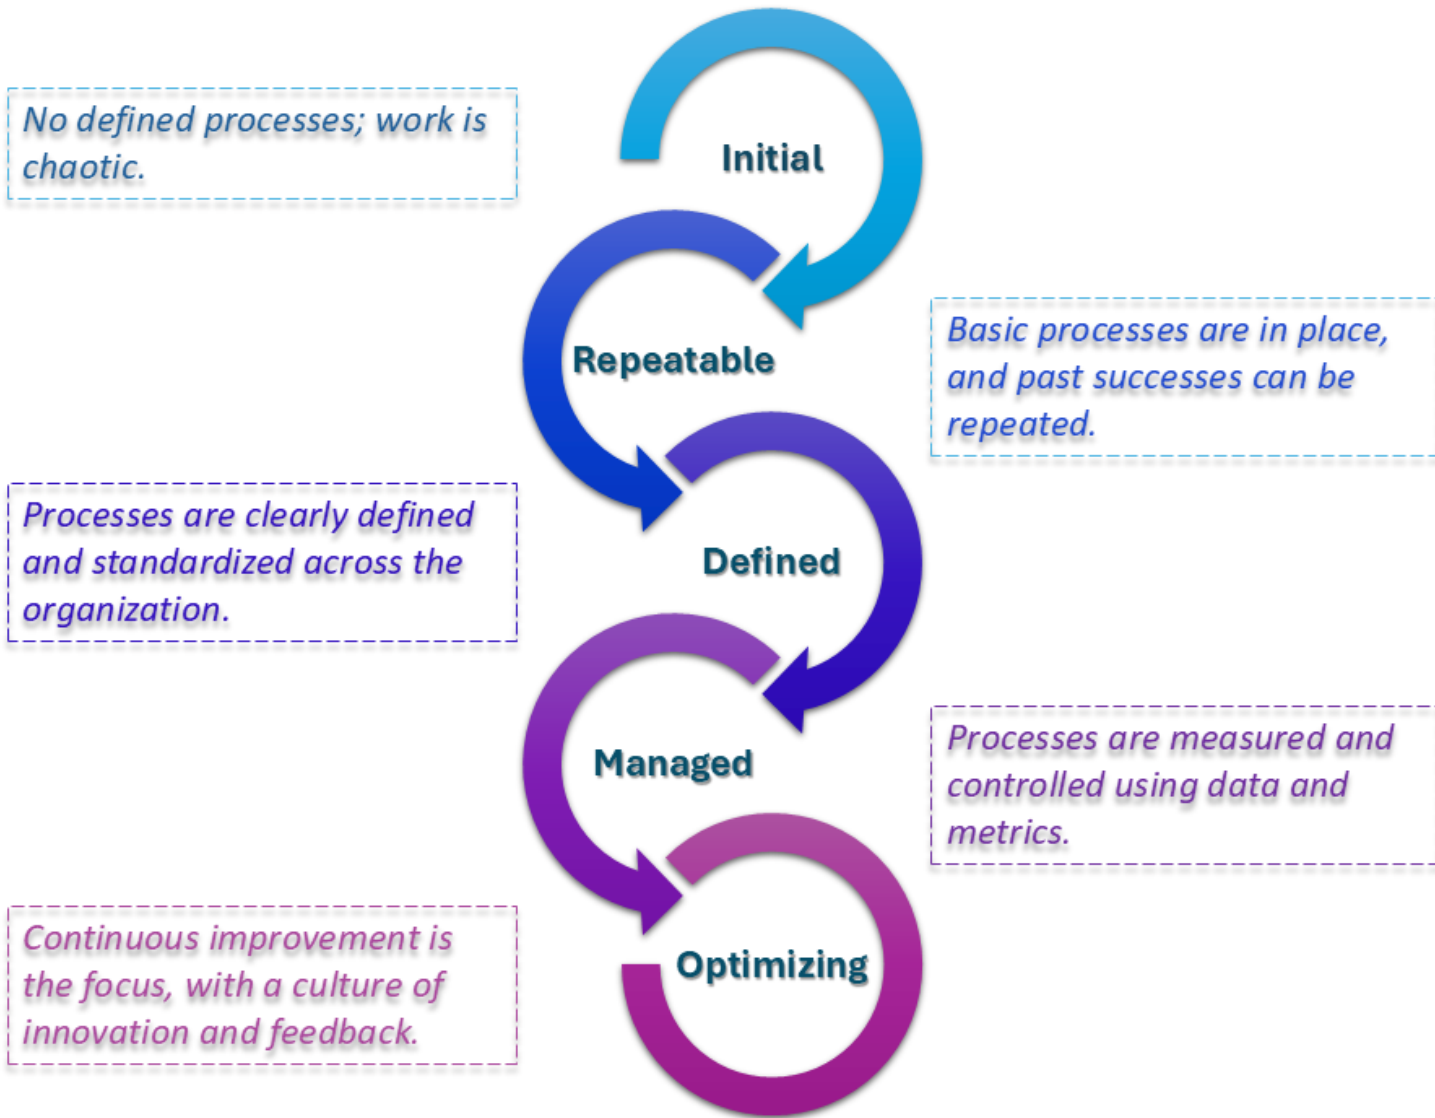 No defined processes; work is
chaotic.
Initial
Repeatable
Basic processes are in place,
and past successes can be
repeated.
Processes are clearly defined
and standardized across the
organization.
Defined
Managed
Processes are measured and
controlled using data and
metrics.
Continuous improvement is
the focus, with a culture of
innovation and feedback.
Optimizing